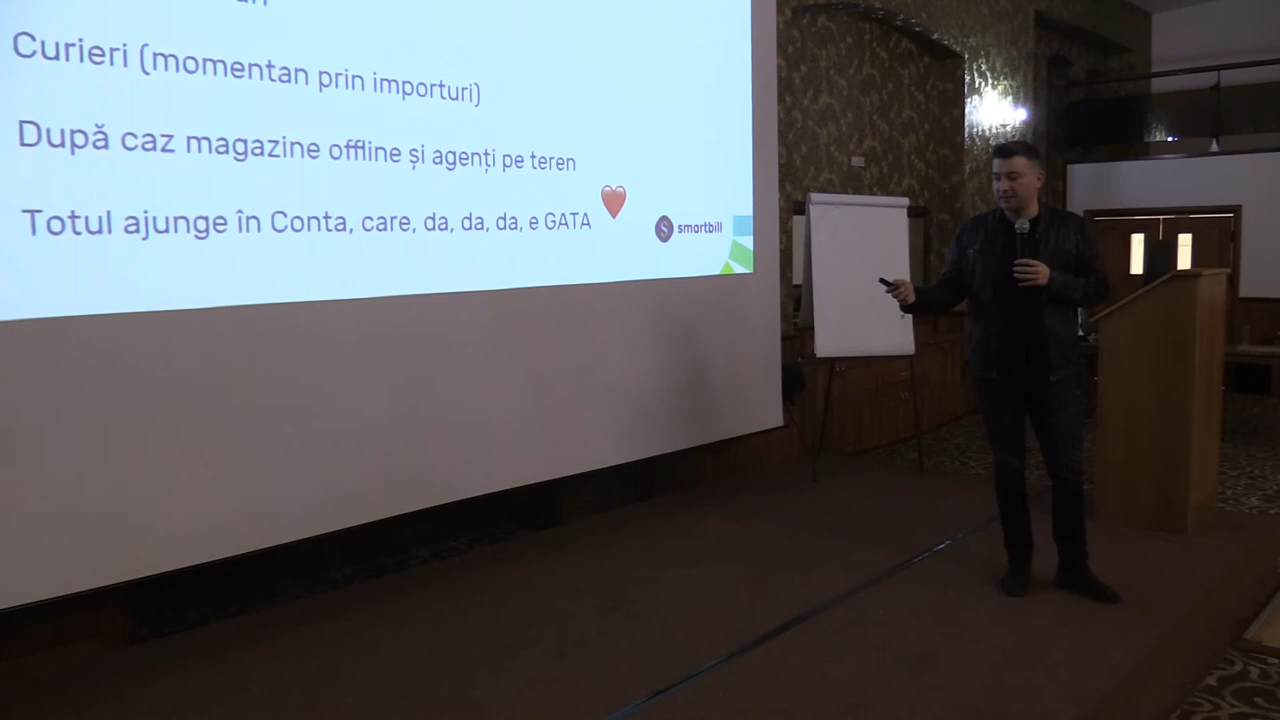 Curieri (momentan prin importuri)
După caz magazine offline și agenți pe teren
Totul ajunge în Conta, care, da, da, da, e GATA
smartbill